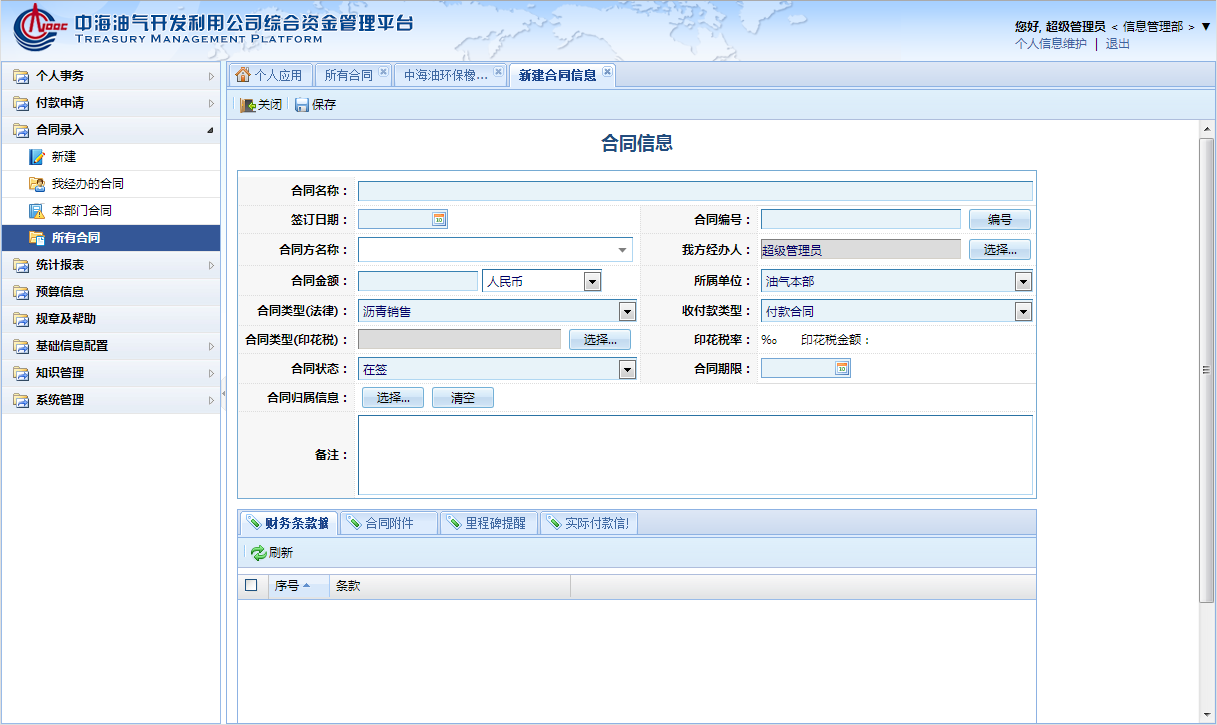 中海油气开发利用公司综合资金管理平台
TREASURY MANAGEMENT PLATFORM
您好, 超级管理员 < 信息管理部 > ▼
个人信息维护 | 退出
个人事务
付款申请
合同录入
新建
我经办的合同
本部门合同
所有合同
统计报表
预算信息
规章及帮助
基础信息配置
知识管理
系统管理
个人应用 所有合同 中海油环保橡... 新建合同信息
关闭 保存
合同信息
合同名称：
签订日期： 合同编号： 编号
合同方名称： 我方经办人： 超级管理员 选择...
合同金额： 人民币 所属单位： 油气本部
合同类型(法律)： 沥青销售 收付款类型： 付款合同
合同类型(印花税)： 选择... 印花税率： ‰ 印花税金额：
合同状态： 在签 合同期限：
合同归属信息： 选择... 清空
备注：
财务条款摘 合同附件 里程碑提醒 实际付款信
刷新
序号 条款